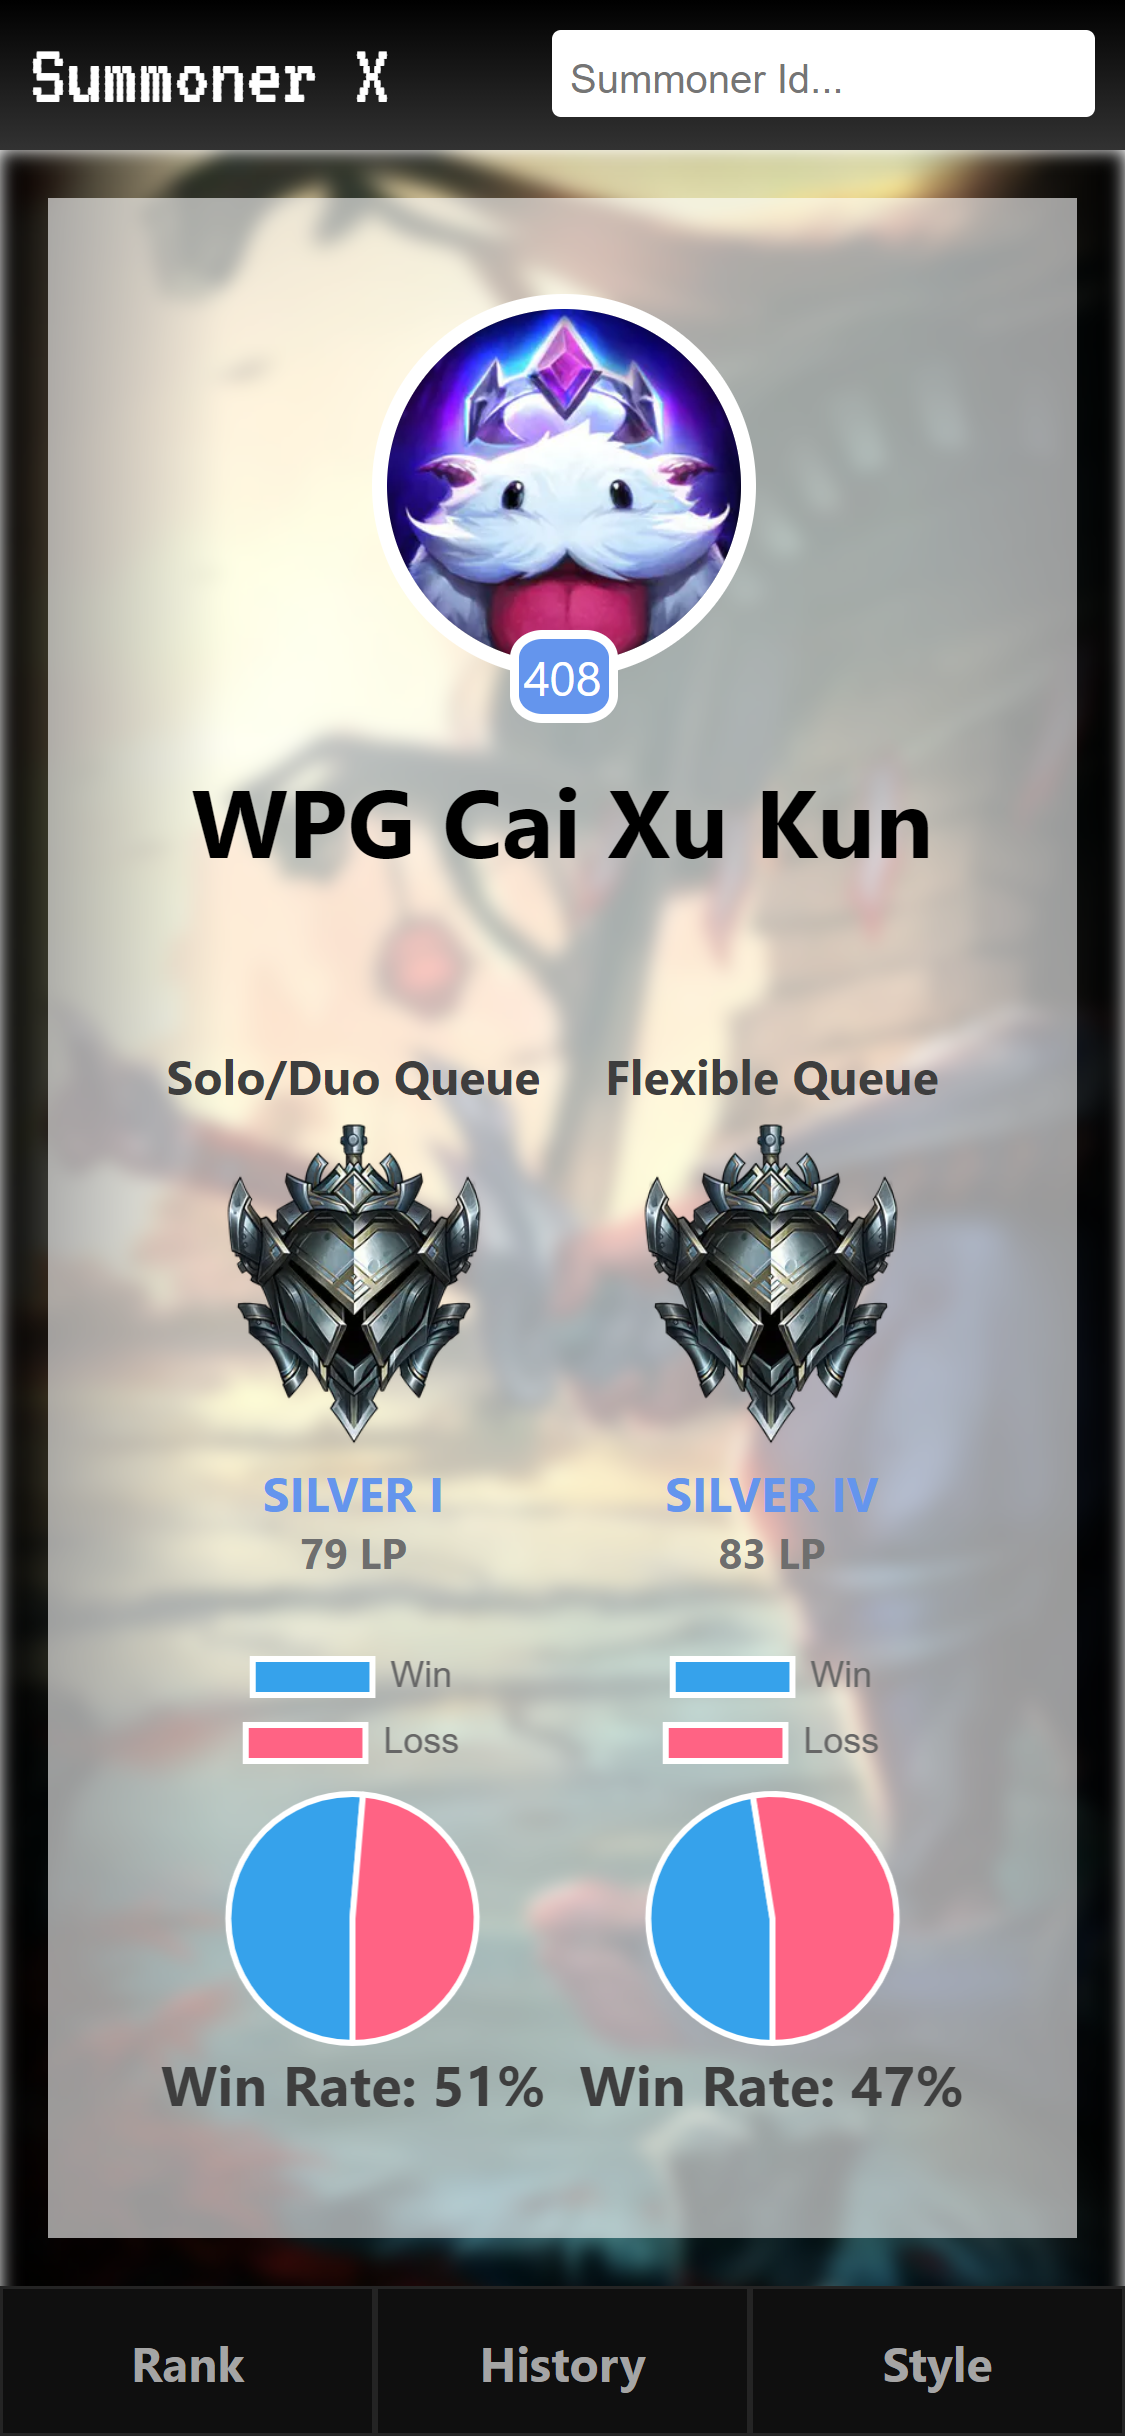 Summoner X
Summoner Id...
408
WPG Cai Xu Kun
Solo/Duo Queue
Flexible Queue
SILVER I
79 LP
SILVER IV
83 LP
Win
Loss
Win
Loss
Win Rate: 51%
Win Rate: 47%
Rank
History
Style